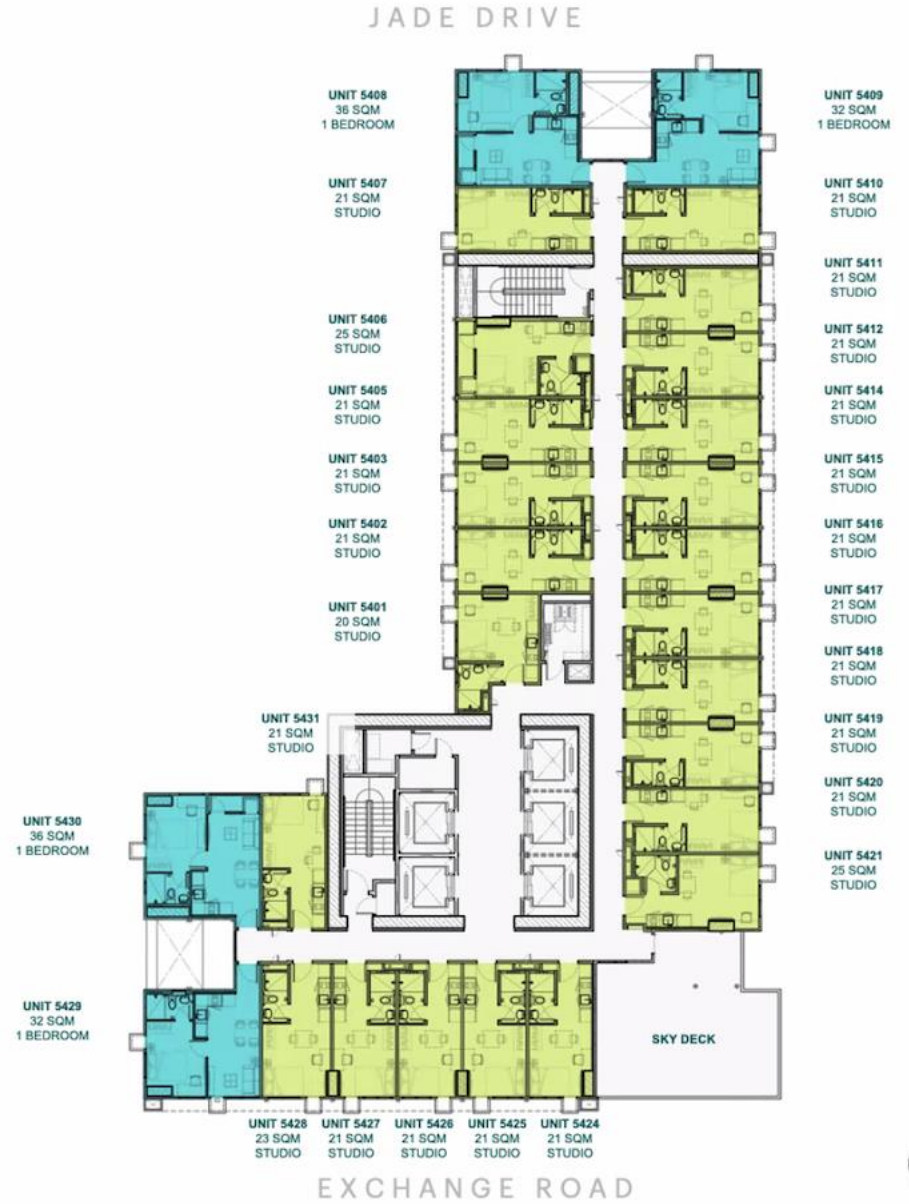 JADE DRIVE
UNIT 5408
36 SQM
1 BEDROOM
UNIT 5409
32 SQM
1 BEDROOM
UNIT 5407
21 SQM
STUDIO
UNIT 5410
21 SQM
STUDIO
UNIT 5411
21 SQM
STUDIO
UNIT 5406
25 SQM
STUDIO
UNIT 5412
21 SQM
STUDIO
UNIT 5405
21 SQM
STUDIO
UNIT 5414
21 SQM
STUDIO
UNIT 5403
21 SQM
STUDIO
UNIT 5415
21 SQM
STUDIO
UNIT 5402
21 SQM
STUDIO
UNIT 5416
21 SQM
STUDIO
UNIT 5401
20 SQM
STUDIO
UNIT 5417
21 SQM
STUDIO
UNIT 5418
21 SQM
STUDIO
UNIT 5431
21 SQM
STUDIO
UNIT 5419
21 SQM
STUDIO
UNIT 5420
21 SQM
STUDIO
UNIT 5430
36 SQM
1 BEDROOM
UNIT 5421
25 SQM
STUDIO
UNIT 5429
32 SQM
1 BEDROOM
SKY DECK
UNIT 5428
23 SQM
STUDIO
UNIT 5427
21 SQM
STUDIO
UNIT 5426
21 SQM
STUDIO
UNIT 5425
21 SQM
STUDIO
UNIT 5424
21 SQM
STUDIO
EXCHANGE ROAD